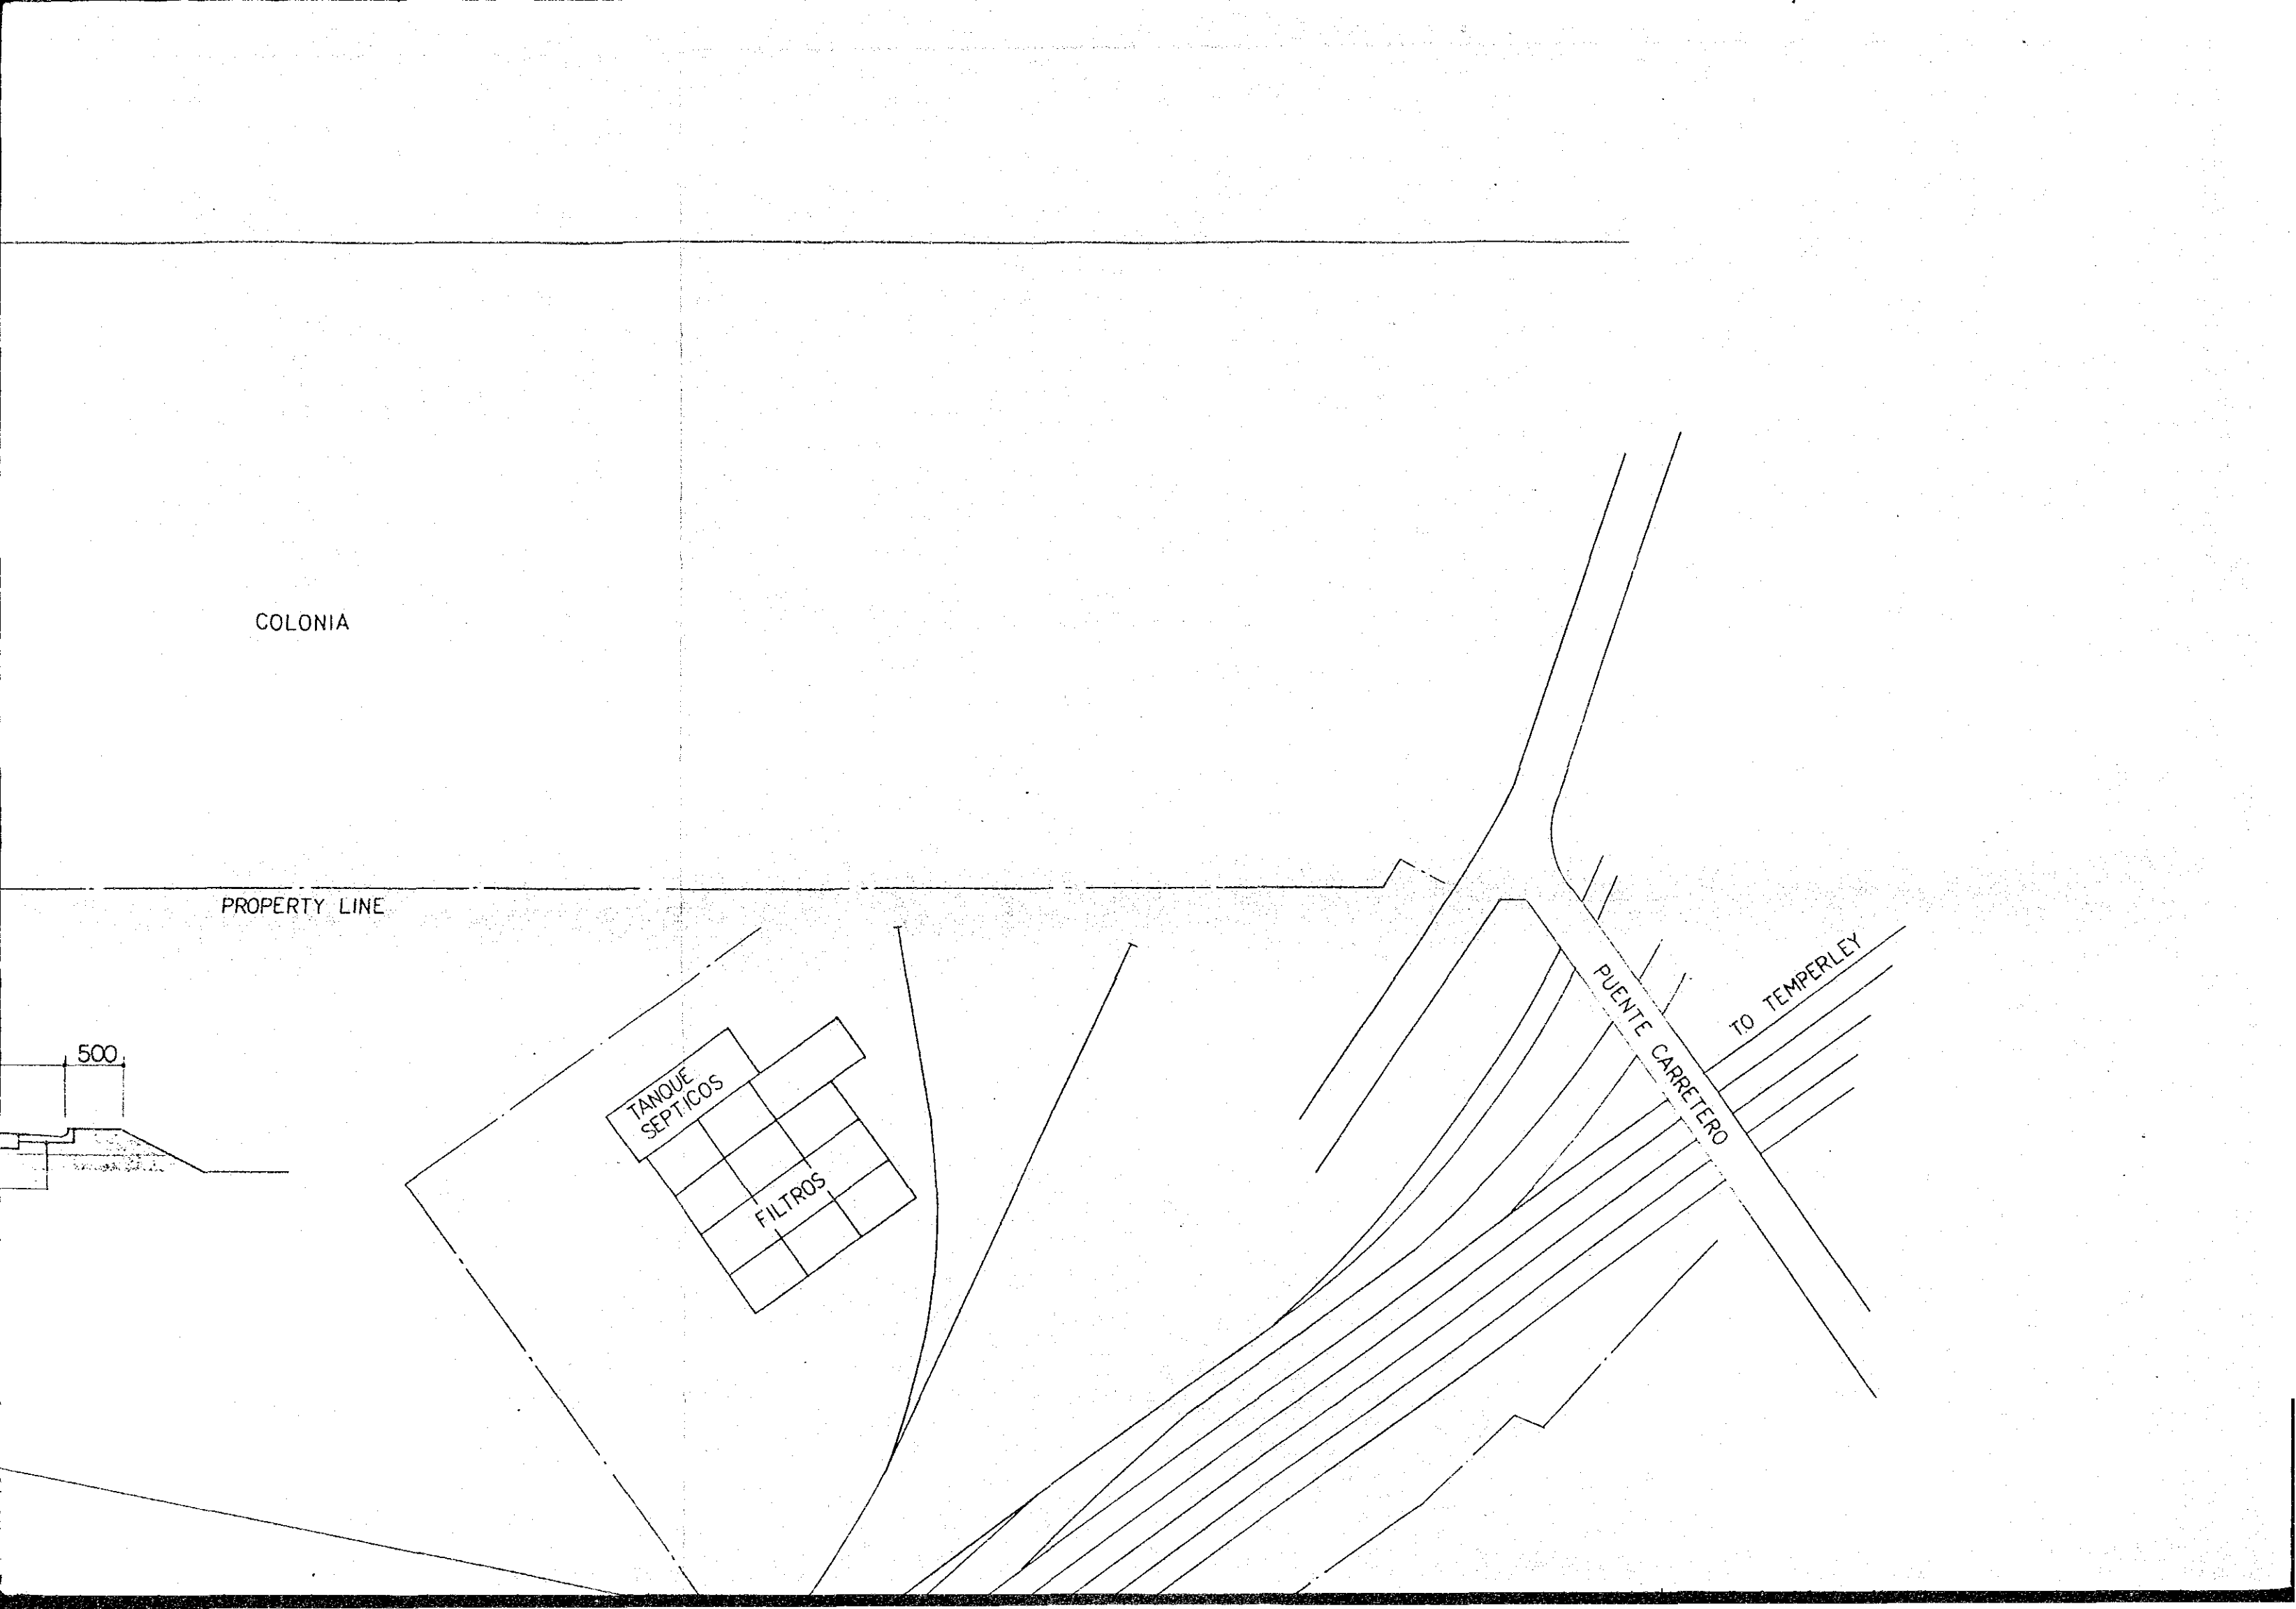 COLONIA
PROPERTY LINE
500
TANQUE
SEPTICOS
FILTROS
PUENTE CARRETERO
TO TEMPERLEY